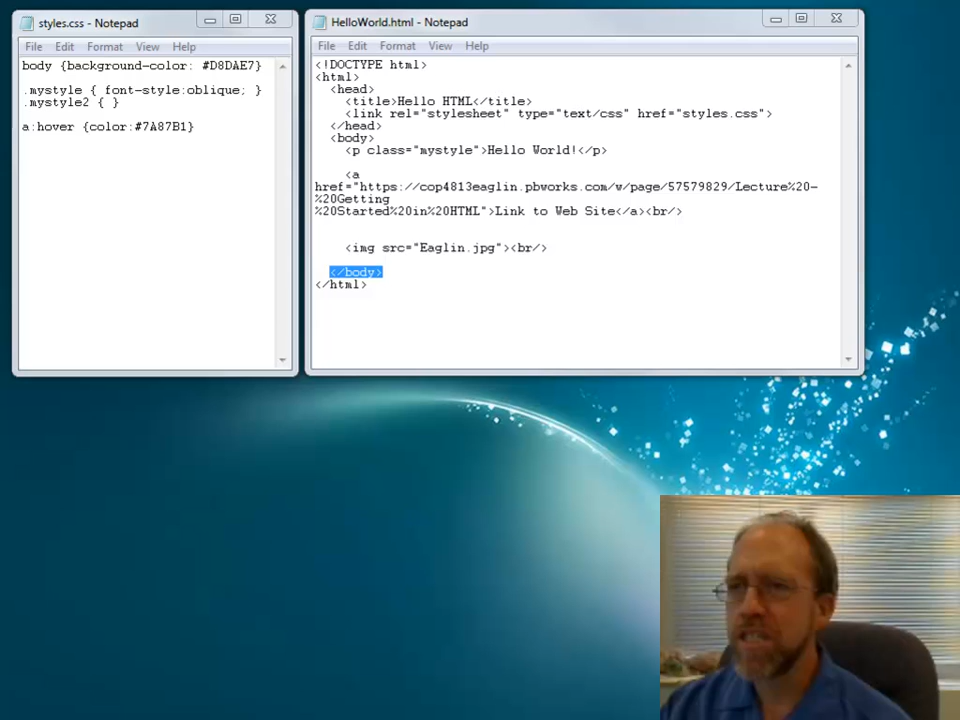 styles.css - Notepad
File Edit Format View Help
body {background-color: #D8DAE7}
.mystyle { font-style:oblique; }
.mystyle2 { }
a:hover {color:#7A87B1}
HelloWorld.html - Notepad
File Edit Format View Help
<!DOCTYPE html>
<html>
<head>
<title>Hello HTML</title>
<link rel="stylesheet" type="text/css" href="styles.css">
</head>
<body>
<p class="mystyle">Hello World!</p>
<a
href="https://cop4813eaglin.pbworks.com/w/page/57579829/Lecture%20-
%20Getting
%20Started%20in%20HTML">Link to Web Site</a><br/>
<img src="Eaglin.jpg"><br/>
</body>
</html>